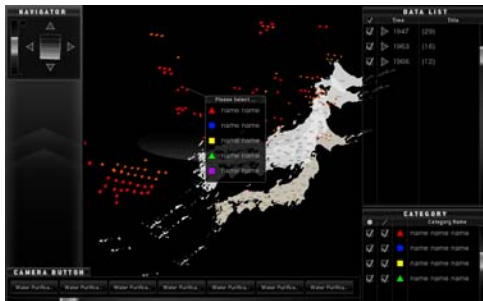 NAVIGATOR
DATA LIST
Time Title
1947 (29)
1963 (16)
1966 (12)
Please Select...
name name
name name
name name
name name
name name
CATEGORY
Category Name
name name name
name name name
name name name
name name name
CAMERA BUTTON
Water Purifica.. Water Purifica.. Water Purifica.. Water Purifica.. Water Purifica.. Water Purifica.. Water Purifica..